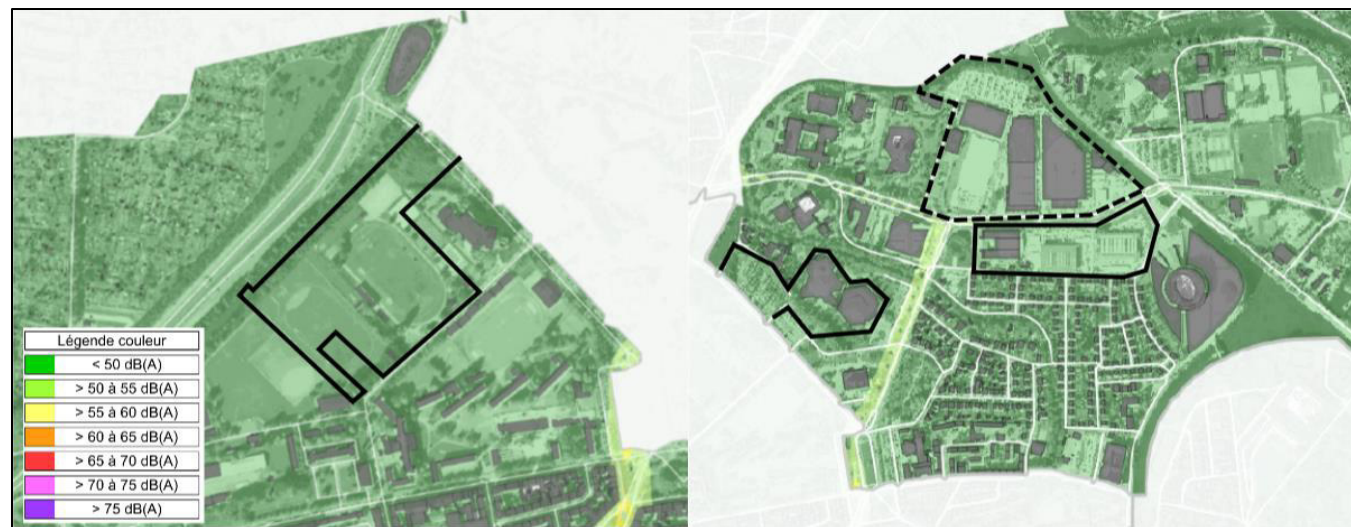 Légende couleur
< 50 dB(A)
> 50 à 55 dB(A)
> 55 à 60 dB(A)
> 60 à 65 dB(A)
> 65 à 70 dB(A)
> 70 à 75 dB(A)
> 75 dB(A)